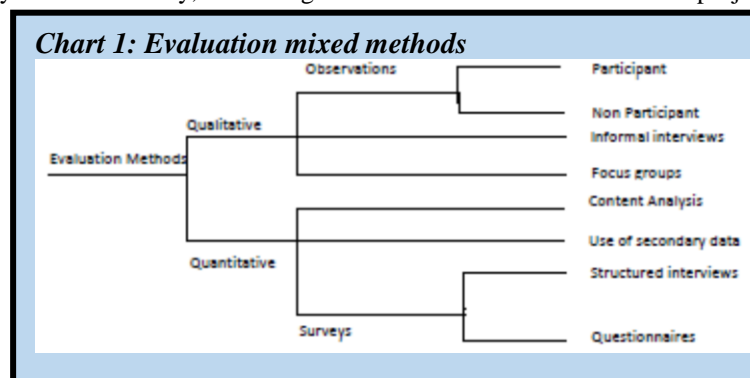 Chart 1: Evaluation mixed methods
Observations
Participant
Non Participant
Qualitative
Informal interviews
Evaluation Methods
Focus groups
Content Analysis
Use of secondary data
Quantitative
Structured interviews
Surveys
Questionnaires